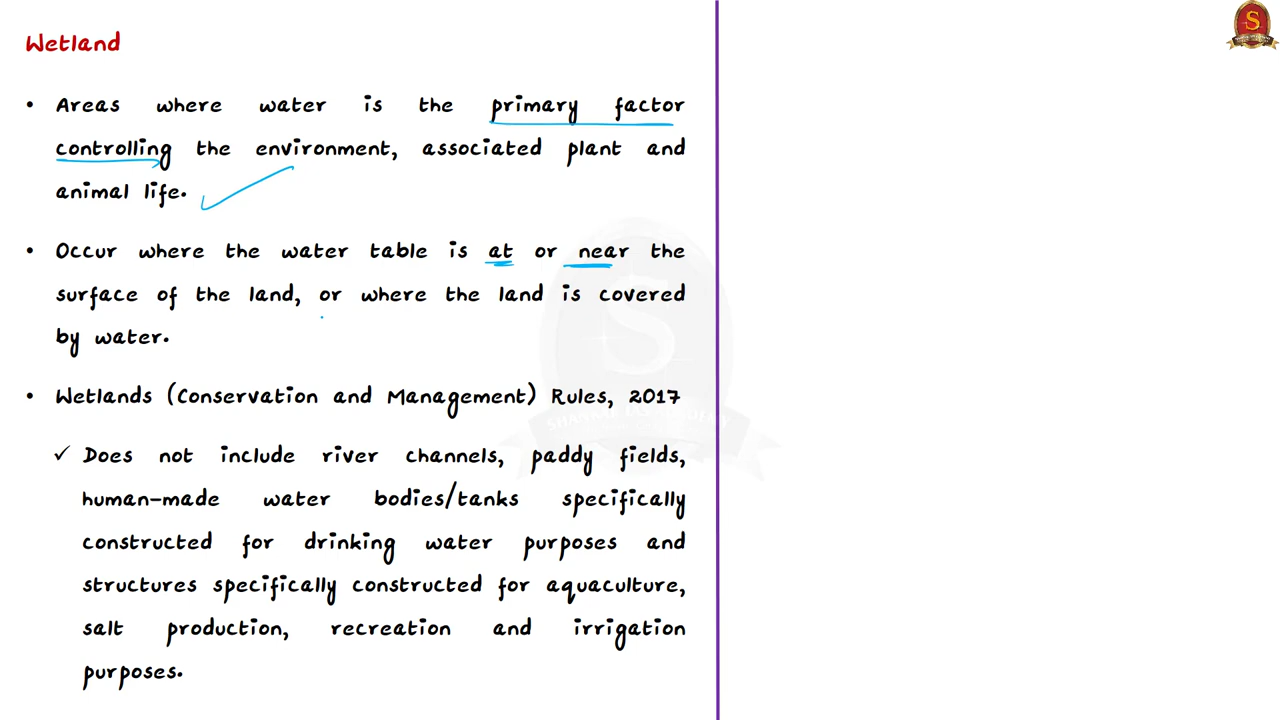 Wetland
• Areas where water is the primary factor
controlling the environment, associated plant and
animal life.
• Occur where the water table is at or near the
surface of the land, or where the land is covered
by water.
• Wetlands (Conservation and Management) Rules, 2017
✓ Does not include river channels, paddy fields,
human-made water bodies/tanks specifically
constructed for drinking water purposes and
structures specifically constructed for aquaculture,
salt production, recreation and irrigation
purposes.
S
S